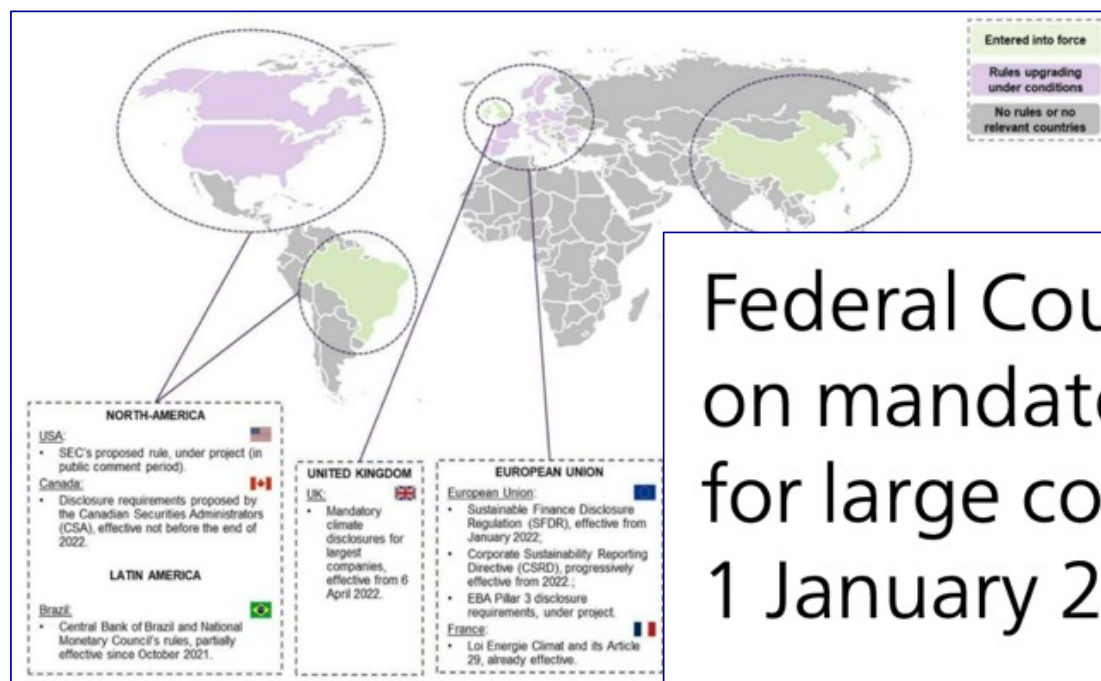 Entered into force
Rules upgrading
under conditions
No rules or no
relevant countries
NORTH-AMERICA
USA:
• SEC's proposed rule, under project (in
public comment period).
Canada:
• Disclosure requirements proposed by
the Canadian Securities Administrators
(CSA), effective not before the end of
2022.
LATIN AMERICA
Brazil:
• Central Bank of Brazil and National
Monetary Council's rules, partially
effective since October 2021.
UNITED KINGDOM
UK:
• Mandatory
climate
disclosures for
largest
companies,
effective from 6
April 2022.
EUROPEAN UNION
European Union:
• Sustainable Finance Disclosure
Regulation (SFDR), effective from
January 2022;
• Corporate Sustainability Reporting
Directive (CSRD), progressively
effective from 2022.;
• EBA Pillar 3 disclosure
requirements, under project.
France:
• Loi Energie Climat and its Article
29, already effective.
Federal Cou
on mandat
for large co
1 January 2